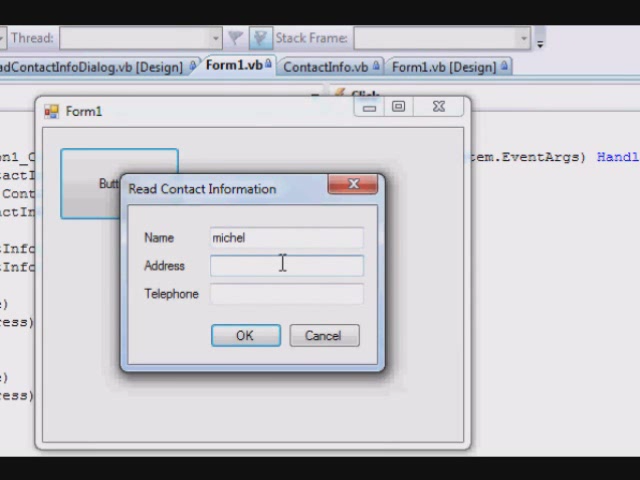 Thread: Stack Frame:
adContactInfoDialog.vb [Design] Form1.vb ContactInfo.vb Form1.vb [Design]
Click
Form1
tem.EventArgs) Handl
Read Contact Information
Name michel
Address
Telephone
OK Cancel